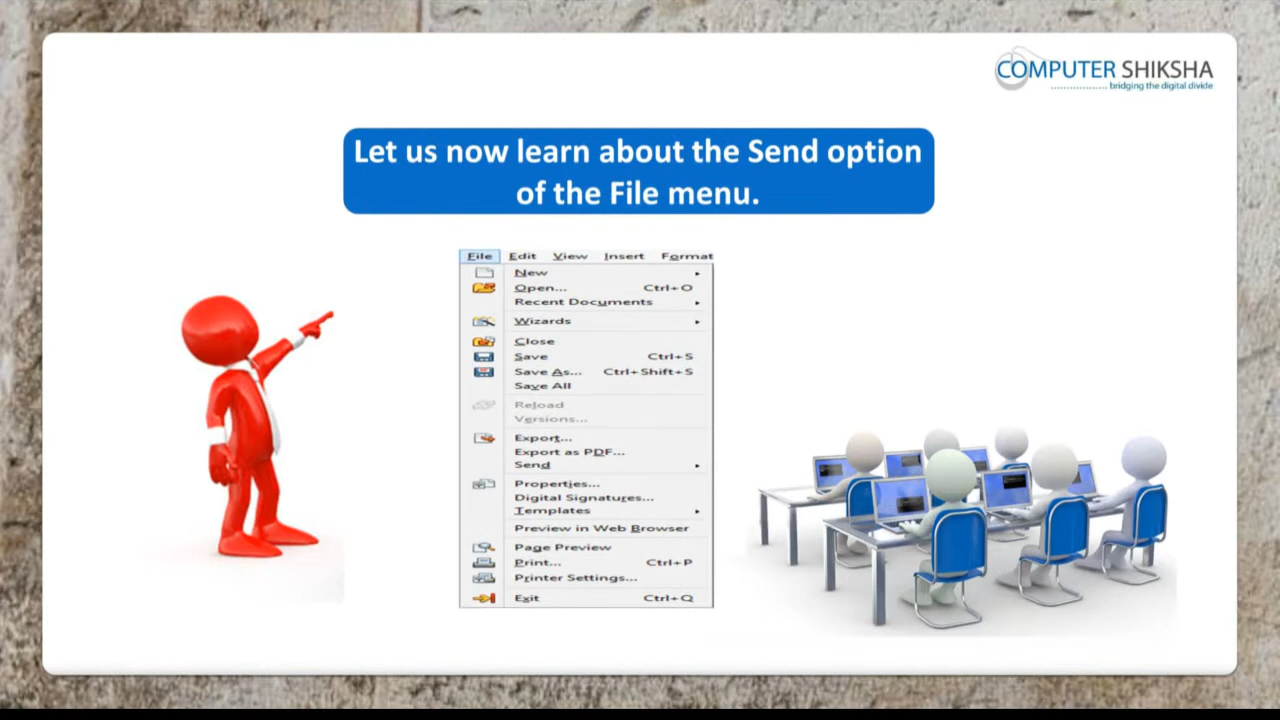 COMPUTER SHIKSHA
bridging the digital divide
Let us now learn about the Send option
of the File menu.
File Edit View Insert Format
New
Open... Ctrl+O
Recent Documents
Wizards
Close
Save Ctrl+S
Save As... Ctrl+Shift+S
Save All
Reload
Versions...
Export...
Export as PDF...
Send
Properties...
Digital Signatures...
Templates
Preview in Web Browser
Page Preview
Print... Ctrl+P
Printer Settings...
Exit Ctrl+Q